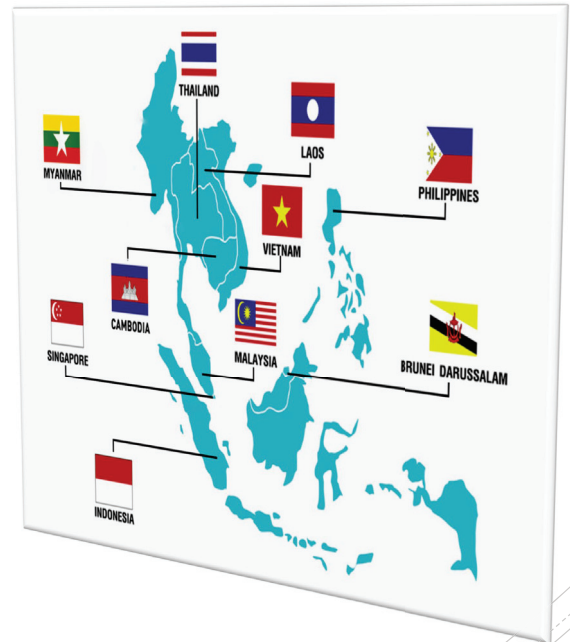 THAILAND
LAOS
MYANMAR
PHILIPPINES
VIETNAM
CAMBODIA
SINGAPORE
MALAYSIA
BRUNEI DARUSSALAM
INDONESIA